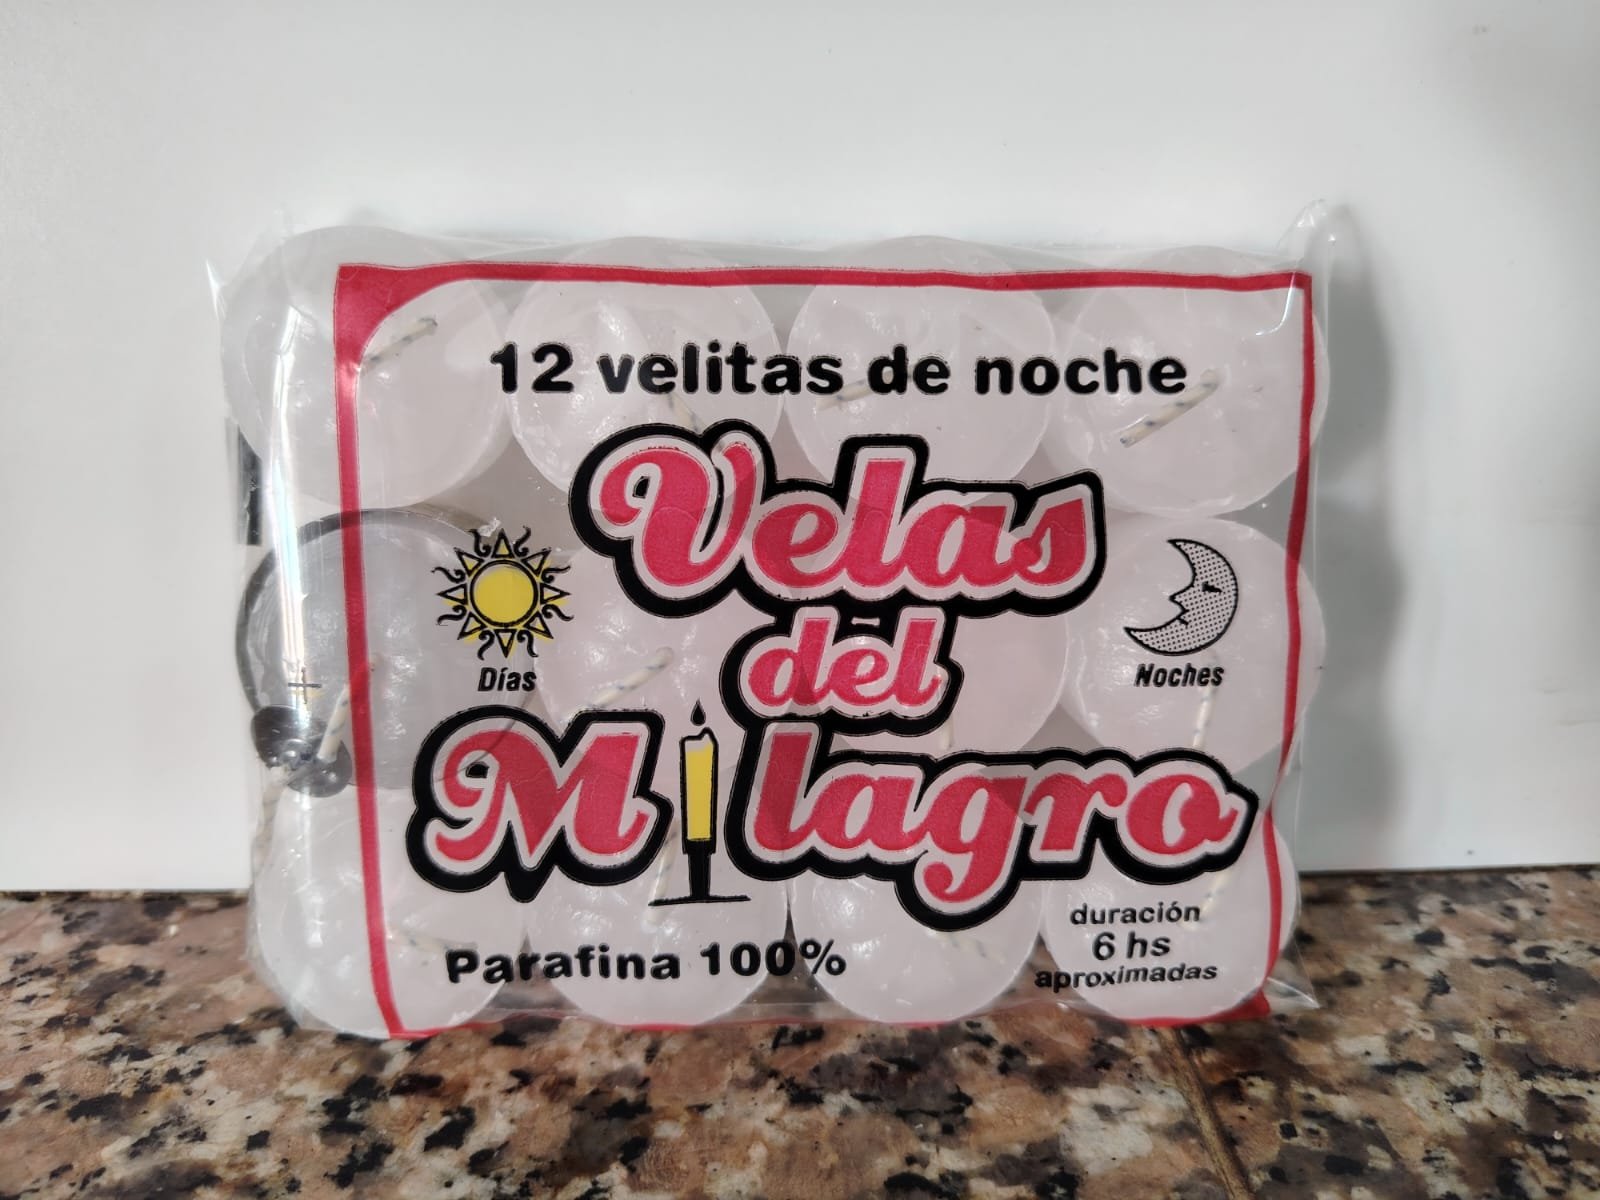 12 velitas de noche
Velas
del
Milagro
Días
Noches
Parafina 100%
duración
6 hs
aproximadas